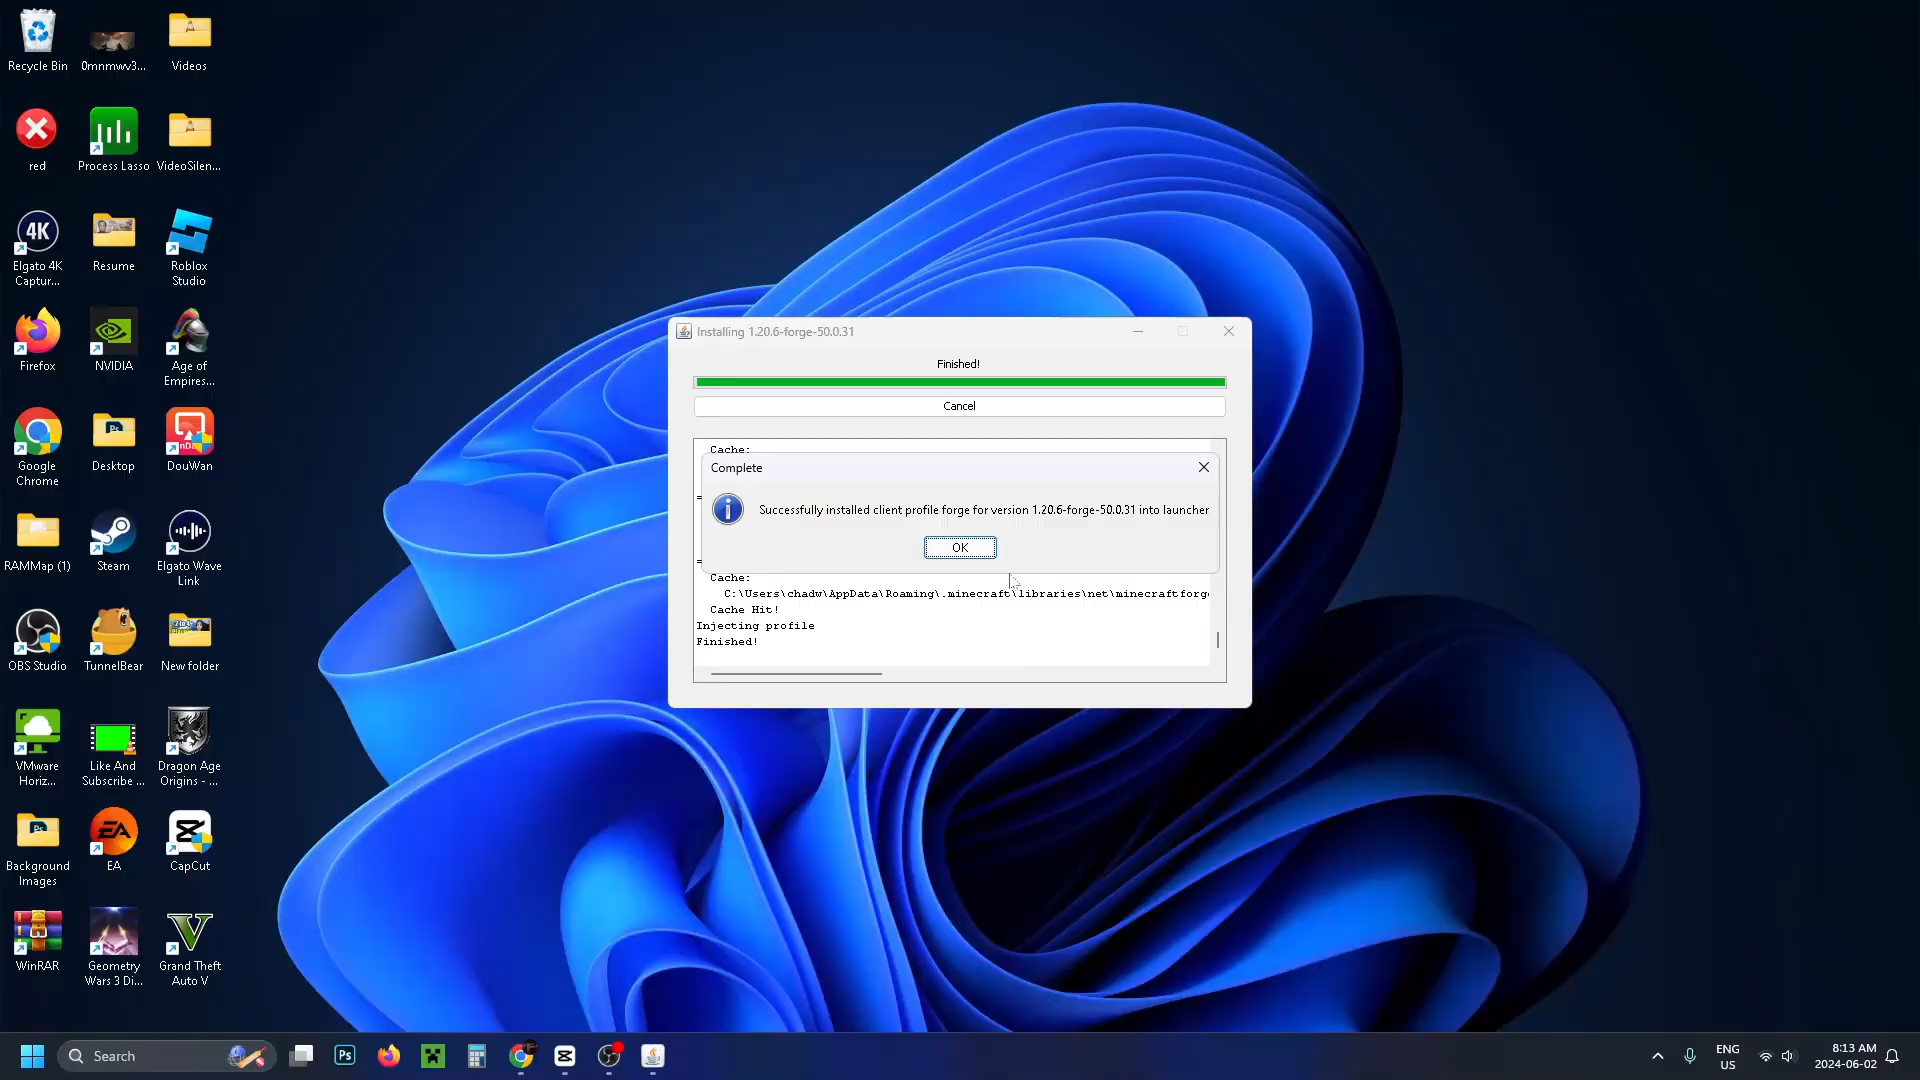 Recycle Bin
0mnmwv3...
Videos
red
Process Lasso
VideoSilen...
4K
Elgato 4K
Captur...
Resume
Roblox
Studio
Firefox
NVIDIA
Age of
Empires...
Google
Chrome
Ps
Desktop
DouWan
RAMMap (1)
Steam
Elgato Wave
Link
OBS Studio
TunnelBear
New folder
VMware
Horiz...
Like And
Subscribe ...
Dragon Age
Origins - ...
Ps
Background
Images
EA
EA
CapCut
WinRAR
Geometry
Wars 3 Di...
V
Grand Theft
Auto V
Installing 1.20.6-forge-50.0.31
Finished!
Cancel
Cache:
Complete
Successfully installed client profile forge for version 1.20.6-forge-50.0.31 into launcher
OK
Cache:
C:\Users\chadw\AppData\Roaming\.minecraft\libraries\net\minecraftforg
Cache Hit!
Injecting profile
Finished!
Search
Ps
ENG
US
8:13 AM
2024-06-02